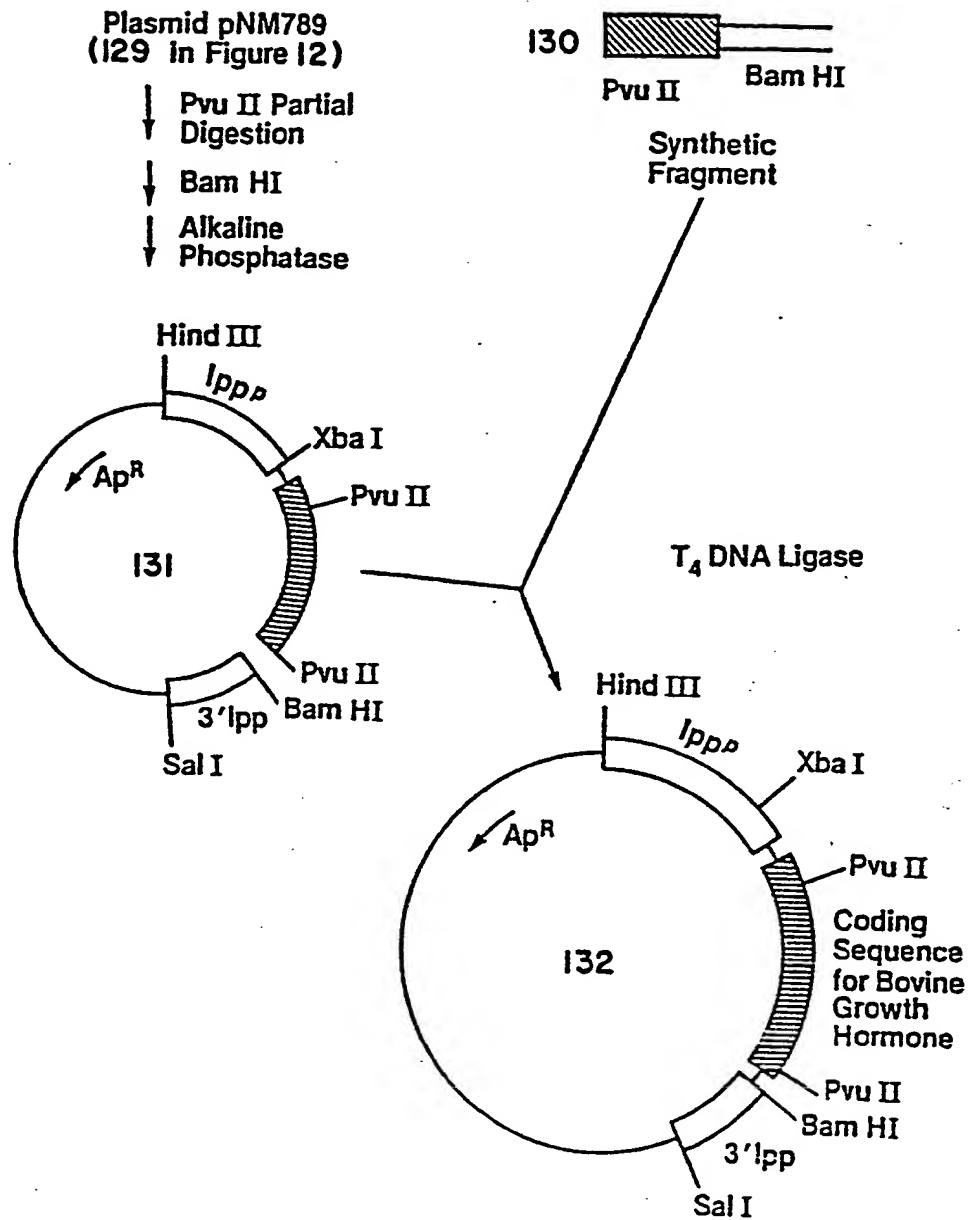 Plasmid pNM789
(129 In Figure 12)
Pvu II Partial
Digestion
Bam HI
Alkaline
Phosphatase
130
Pvu II
Bam HI
Synthetic
Fragment
Hind III
lppp
Xba I
ApR
Pvu II
131
Pvu II
Bam HI
3'lpp
Sal I
T4 DNA Ligase
Hind III
lppp
Xba I
ApR
Pvu II
132
Coding
Sequence
for Bovine
Growth
Hormone
Pvu II
Bam HI
3'lpp
Sal I